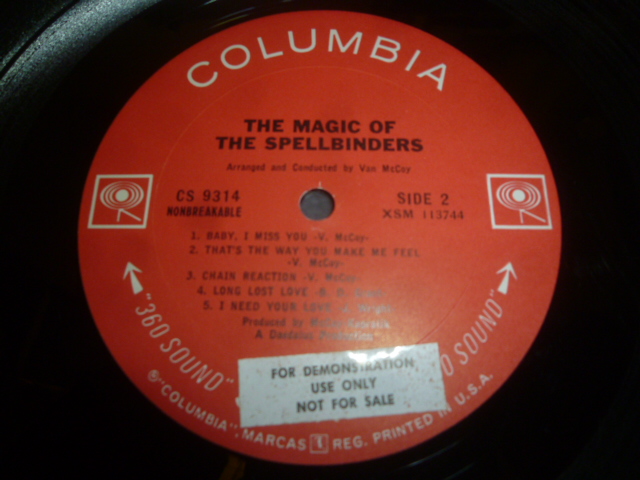 COLUMBIA
THE MAGIC OF
THE SPELLBINDERS
Arranged and Conducted by Van McCoy
CS 9314
NONBREAKABLE
SIDE 2
XSM 113744
1. BABY, I MISS YOU -V. McCoy-
2. THAT'S THE WAY YOU MAKE ME FEEL
-V. McCoy-
3. CHAIN REACTION -V. McCoy-
4. LONG LOST LOVE
5. I NEED YOUR LOVE
Produced by
A
"360 SOUND"
SOUND"
FOR DEMONSTRATION
USE ONLY
NOT FOR SALE
"COLUMBIA", MARCAS REG. PRINTED IN U.S.A.